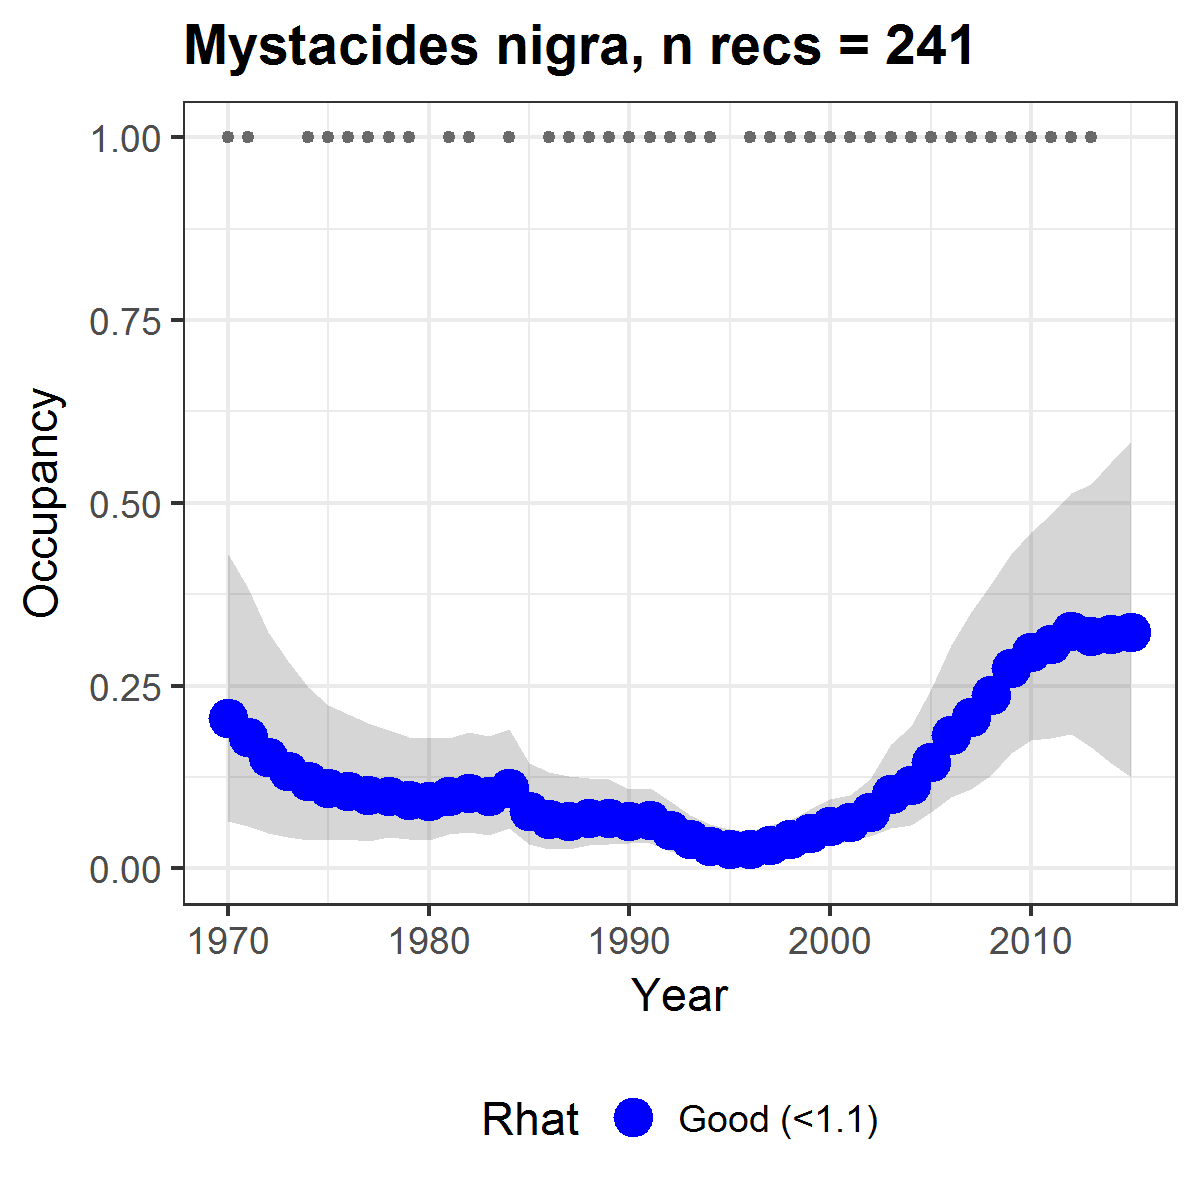 Mystacides nigra, n recs = 241
1.00
0.75
0.50
0.25
0.00
Occupancy
1970 1980 1990 2000 2010
Year
Rhat Good (<1.1)